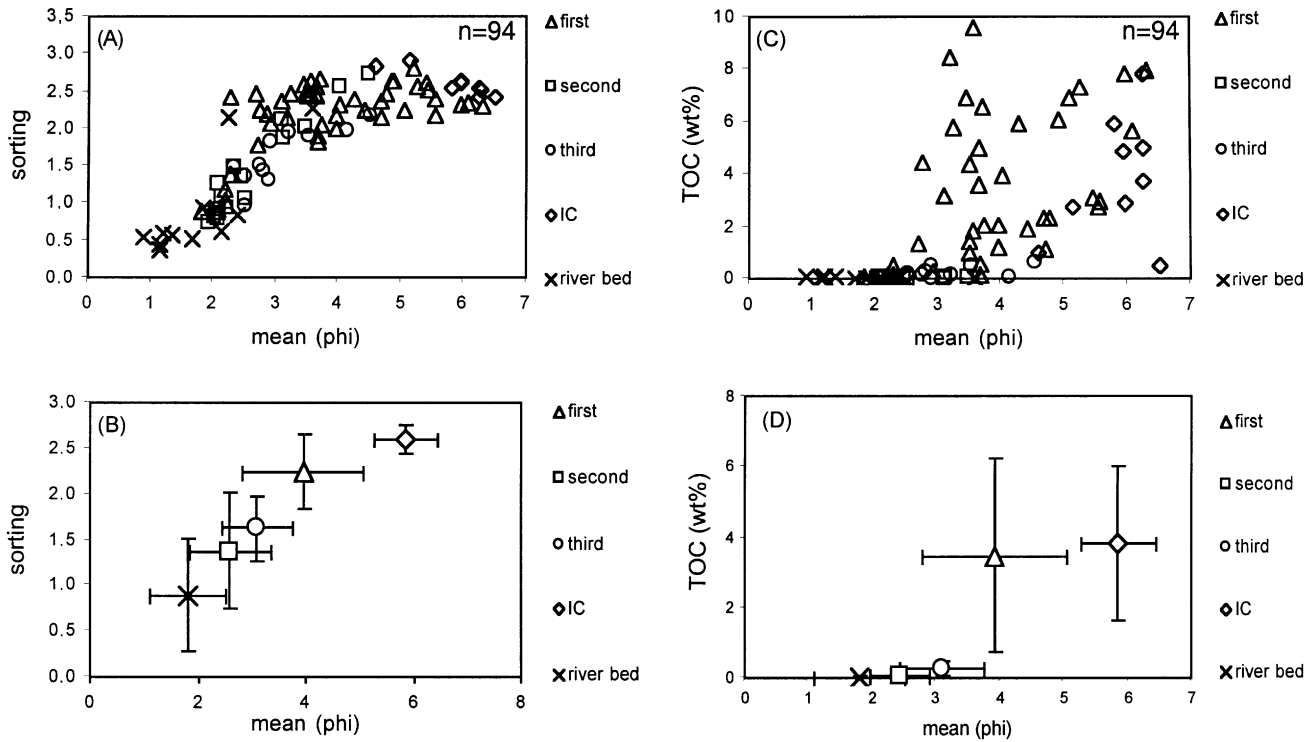 (A)
n=94
sorting
3,5
3.0
2.5
2.0
1.5
1.0
0.5
0.0
0 1 2 3 4 5 6 7
mean (phi)
first
second
third
IC
river bed
(C)
n=94
TOC (wt%)
10
8
6
4
2
0
0 1 2 3 4 5 6 7
mean (phi)
first
second
third
IC
river bed
(B)
sorting
3.0
2.5
2.0
1.5
1.0
0.5
0.0
0 2 4 6 8
mean (phi)
first
second
third
IC
river bed
(D)
TOC (wt%)
8
6
4
2
0
0 1 2 3 4 5 6 7
mean (phi)
first
second
third
IC
river bed